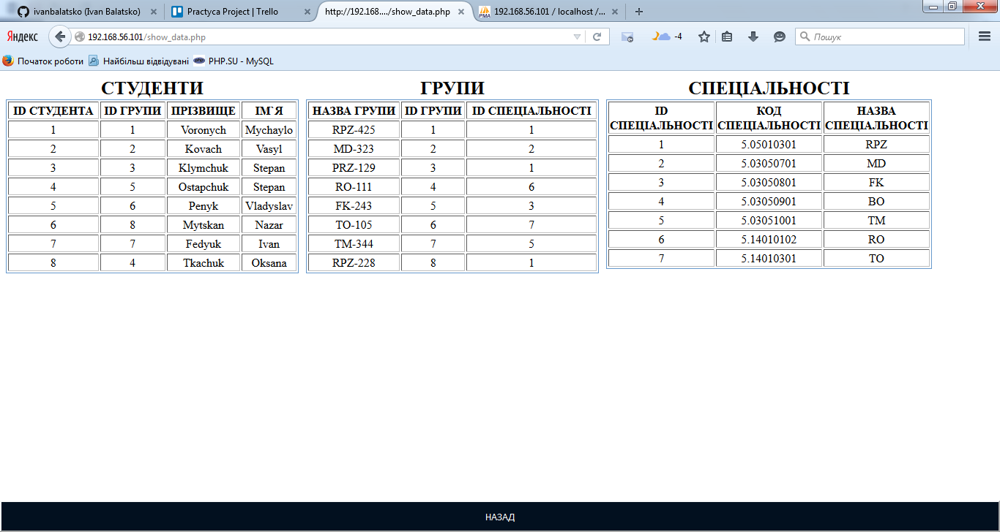 ivanbalatsko (Ivan Balatsko)
Practyca Project | Trello
http://192.168..../show_data.php
PMA
192.168.56.101 / localhost /...
Яндекс
192.168.56.101/show_data.php
-4
Пошук
Початок роботи
Найбільш відвідувані
php
PHP.SU - MySQL
СТУДЕНТИ
ID СТУДЕНТА ID ГРУПИ ПРІЗВИЩЕ ІМ`Я
1 1 Voronych Mychaylo
2 2 Kovach Vasyl
3 3 Klymchuk Stepan
4 5 Ostapchuk Stepan
5 6 Penyk Vladyslav
6 8 Mytskan Nazar
7 7 Fedyuk Ivan
8 4 Tkachuk Oksana
ГРУПИ
НАЗВА ГРУПИ ID ГРУПИ ID СПЕЦІАЛЬНОСТІ
RPZ-425 1 1
MD-323 2 2
PRZ-129 3 1
RO-111 4 6
FK-243 5 3
TO-105 6 7
TM-344 7 5
RPZ-228 8 1
СПЕЦІАЛЬНОСТІ
ID КОД НАЗВА
СПЕЦІАЛЬНОСТІ СПЕЦІАЛЬНОСТІ СПЕЦІАЛЬНОСТІ
1 5.05010301 RPZ
2 5.03050701 MD
3 5.03050801 FK
4 5.03050901 BO
5 5.03051001 TM
6 5.14010102 RO
7 5.14010301 TO
НАЗАД